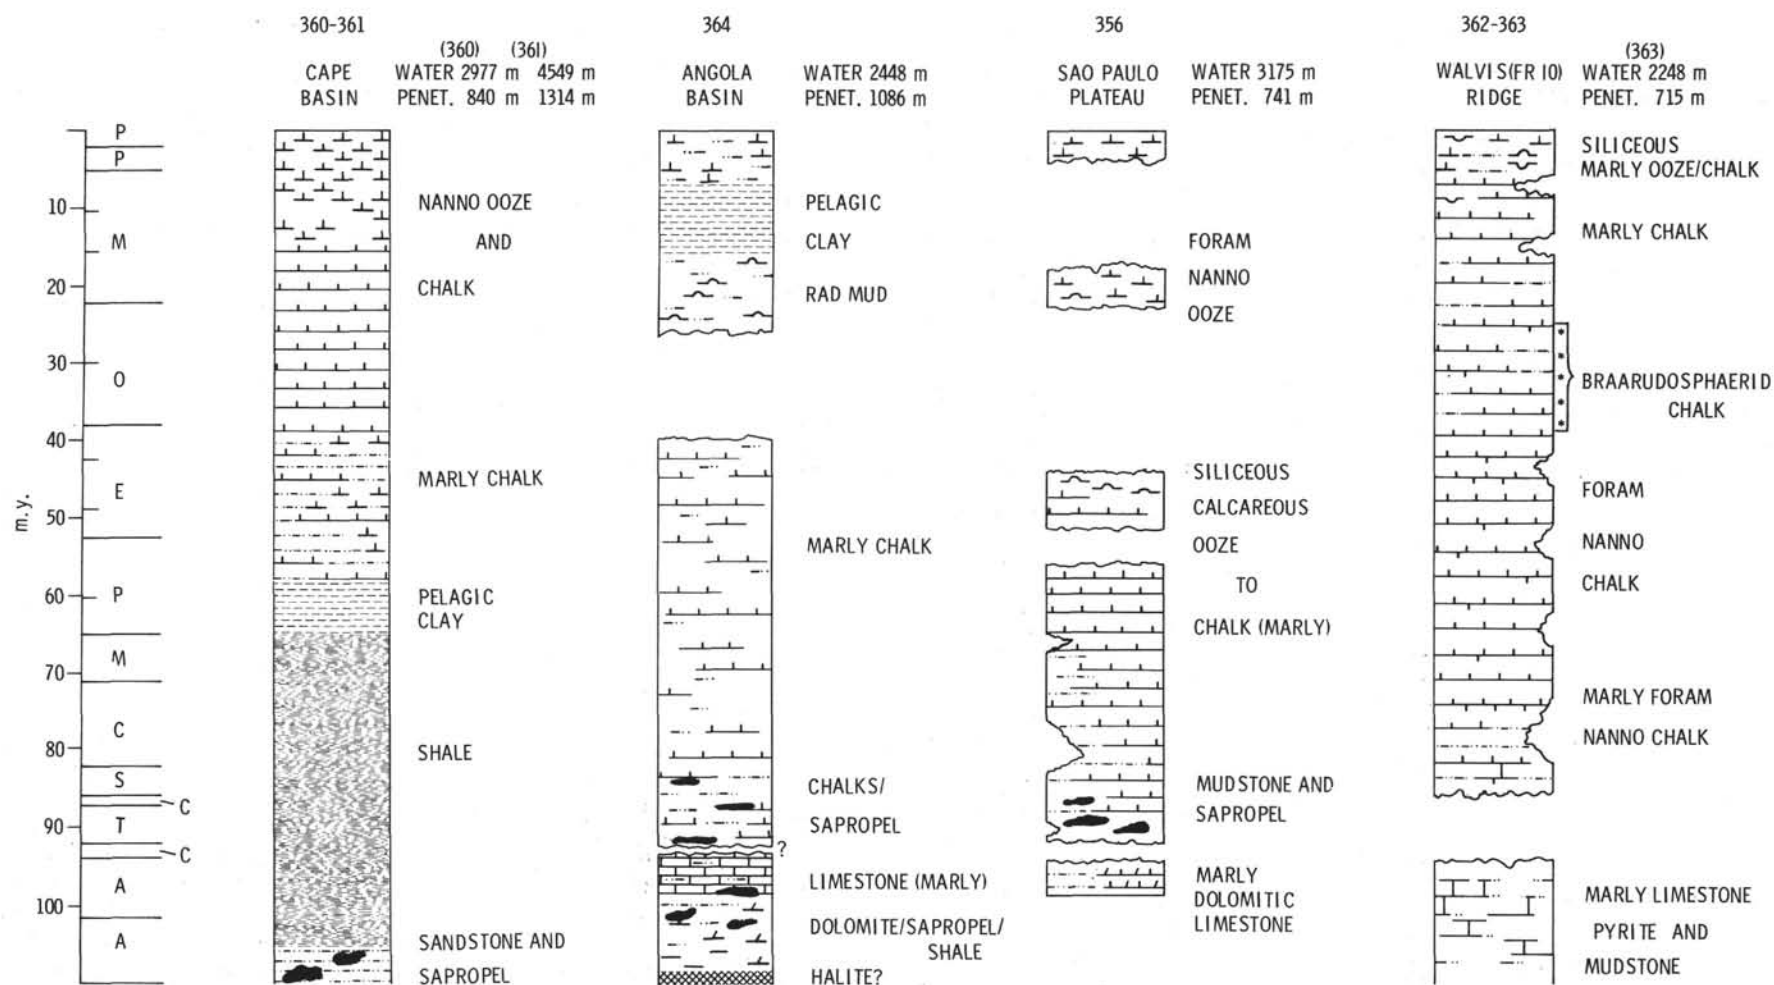 360-361
(360) (361)
CAPE BASIN
WATER 2977 m 4549 m
PENET. 840 m 1314 m
364
ANGOLA BASIN
WATER 2448 m
PENET. 1086 m
356
SAO PAULO PLATEAU
WATER 3175 m
PENET. 741 m
362-363
(363)
WALVIS(FR 10) RIDGE
WATER 2248 m
PENET. 715 m
m.y.
10
20
30
40
50
60
70
80
90
100
P
P
M
O
E
P
M
C
S
C
T
C
A
A
NANNO OOZE
AND
CHALK
MARLY CHALK
PELAGIC
CLAY
SHALE
SANDSTONE AND
SAPROPEL
PELAGIC
CLAY
RAD MUD
MARLY CHALK
CHALKS/
SAPROPEL
?
LIMESTONE (MARLY)
DOLOMITE/SAPROPEL/
SHALE
HALITE?
FORAM
NANNO
OOZE
SILICEOUS
CALCAREOUS
OOZE
TO
CHALK (MARLY)
MUDSTONE AND
SAPROPEL
MARLY
DOLOMITIC
LIMESTONE
SILICEOUS
MARLY OOZE/CHALK
MARLY CHALK
BRAARUDOSPHAERID
CHALK
FORAM
NANNO
CHALK
MARLY FORAM
NANNO CHALK
MARLY LIMESTONE
PYRITE AND
MUDSTONE